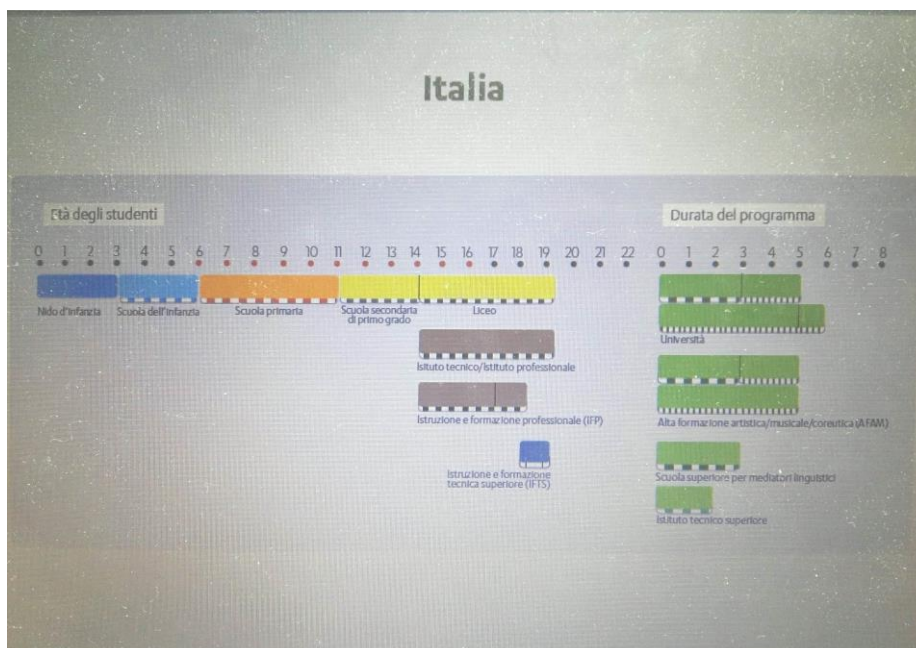 Italia
Età degli studenti
Durata del programma
0 1 2 3 4 5 6 7 8 9 10 11 12 13 14 15 16 17 18 19 20 21 22
0 1 2 3 4 5 6 7 8
Nido d'infanzia
Scuola dell'infanzia
Scuola primaria
Scuola secondaria
di primo grado
Liceo
Istituto tecnico/Istituto professionale
Istruzione e formazione professionale (IFP)
Istruzione e formazione
tecnica superiore (IFTS)
Università
Alta formazione artistica/musicale/coreutica (AFAM)
Scuola superiore per mediatori linguistici
Istituto tecnico superiore